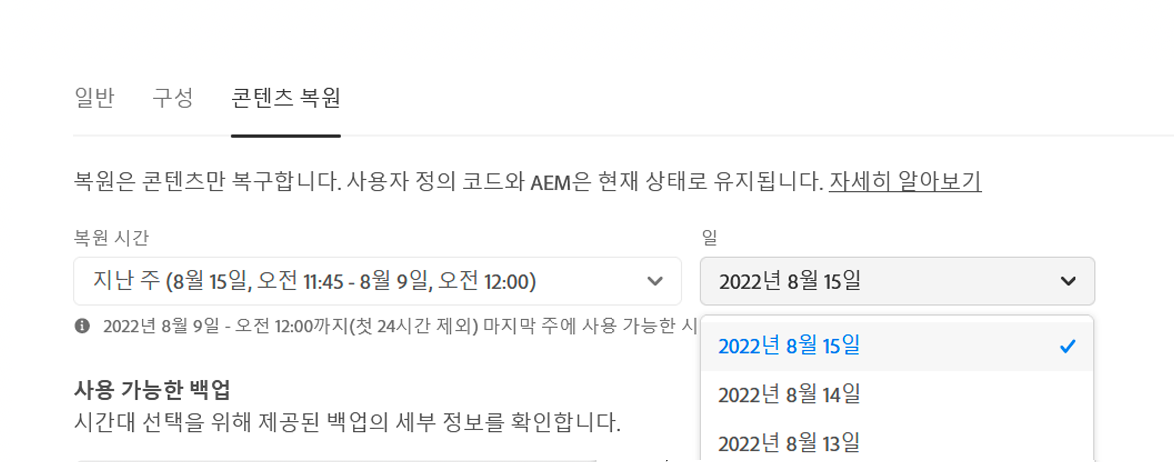 일반 구성 콘텐츠 복원
복원은 콘텐츠만 복구합니다. 사용자 정의 코드와 AEM은 현재 상태로 유지됩니다. 자세히 알아보기
복원 시간 일
지난 주 (8월 15일, 오전 11:45 - 8월 9일, 오전 12:00) 2022년 8월 15일
2022년 8월 9일 - 오전 12:00까지(첫 24시간 제외) 마지막 주에 사용 가능한 시
2022년 8월 15일
사용 가능한 백업
2022년 8월 14일
시간대 선택을 위해 제공된 백업의 세부 정보를 확인합니다.
2022년 8월 13일